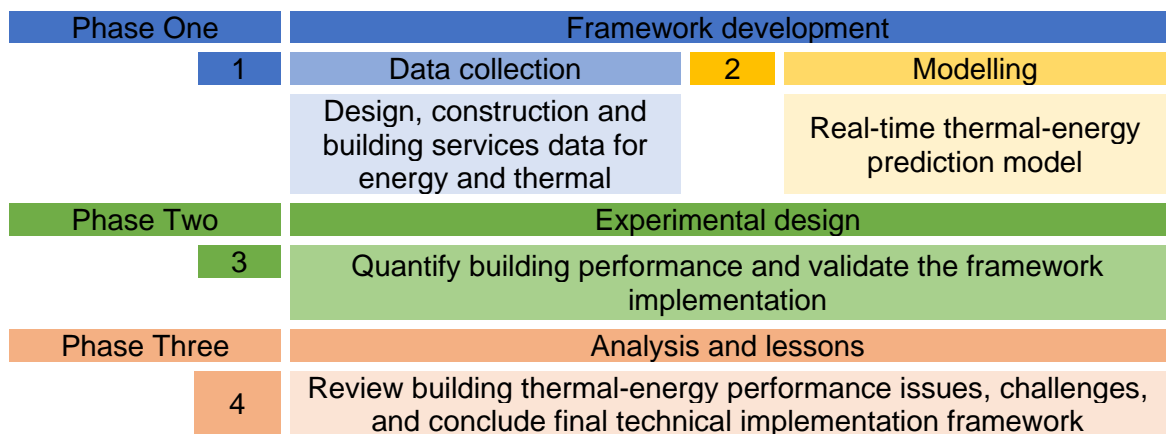 Phase One Framework development
1 Data collection 2 Modelling
Design, construction and
building services data for
energy and thermal
Real-time thermal-energy
prediction model
Phase Two Experimental design
3 Quantify building performance and validate the framework
implementation
Phase Three Analysis and lessons
4 Review building thermal-energy performance issues, challenges,
and conclude final technical implementation framework